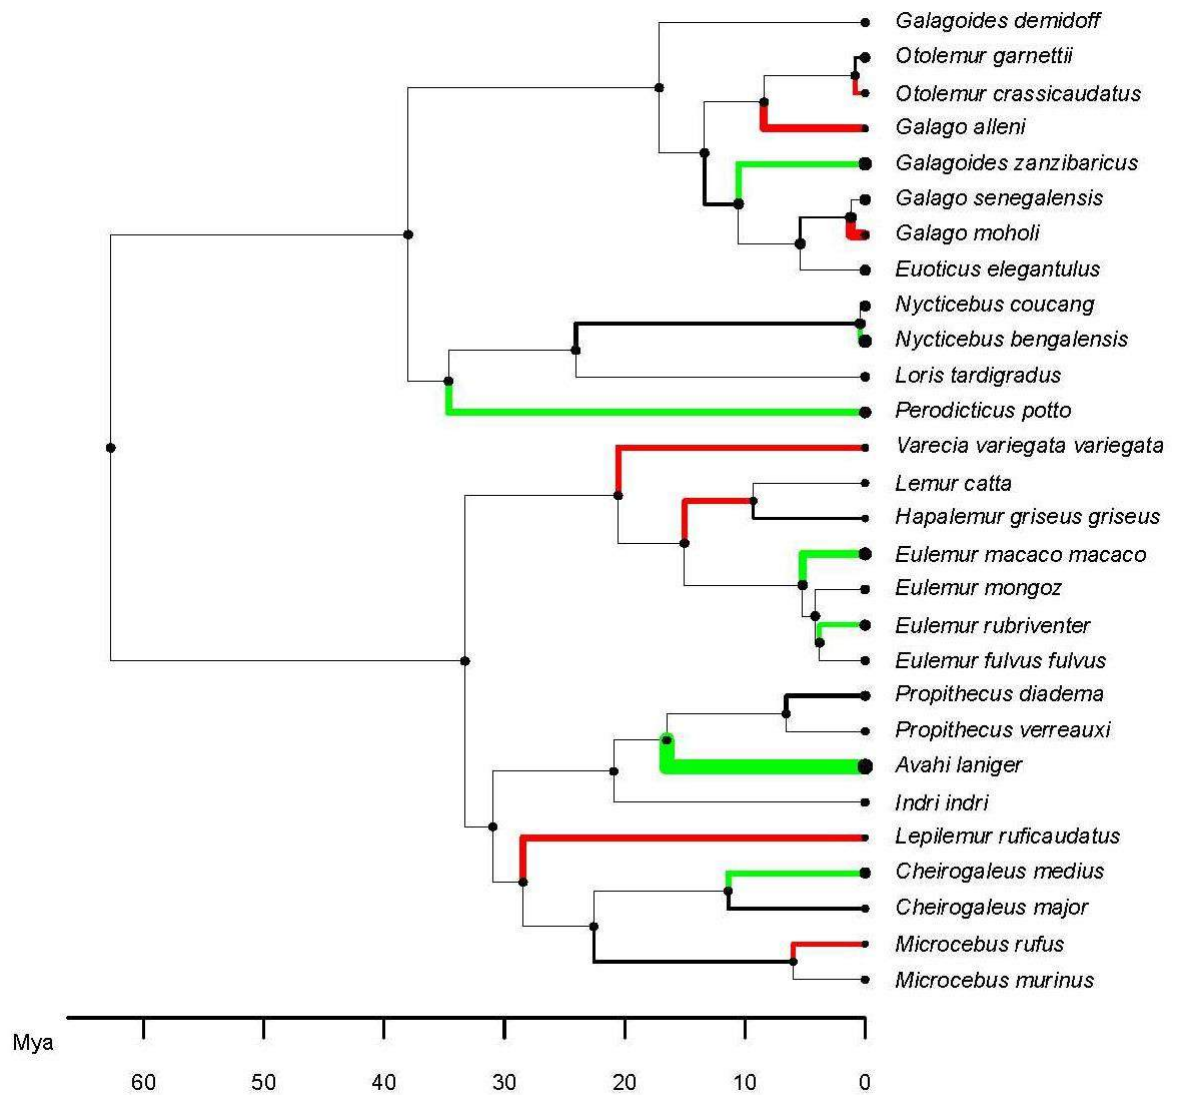 Galagoides demidoff
Otolemur garnettii
Otolemur crassicaudatus
Galago alleni
Galagoides zanzibaricus
Galago senegalensis
Galago moholi
Euoticus elegantulus
Nycticebus coucang
Nycticebus bengalensis
Loris tardigradus
Perodicticus potto
Varecia variegata variegata
Lemur catta
Hapalemur griseus griseus
Eulemur macaco macaco
Eulemur mongoz
Eulemur rubriventer
Eulemur fulvus fulvus
Propithecus diadema
Propithecus verreauxi
Avahi laniger
Indri indri
Lepilemur ruficaudatus
Cheirogaleus medius
Cheirogaleus major
Microcebus rufus
Microcebus murinus
Mya
60 50 40 30 20 10 0